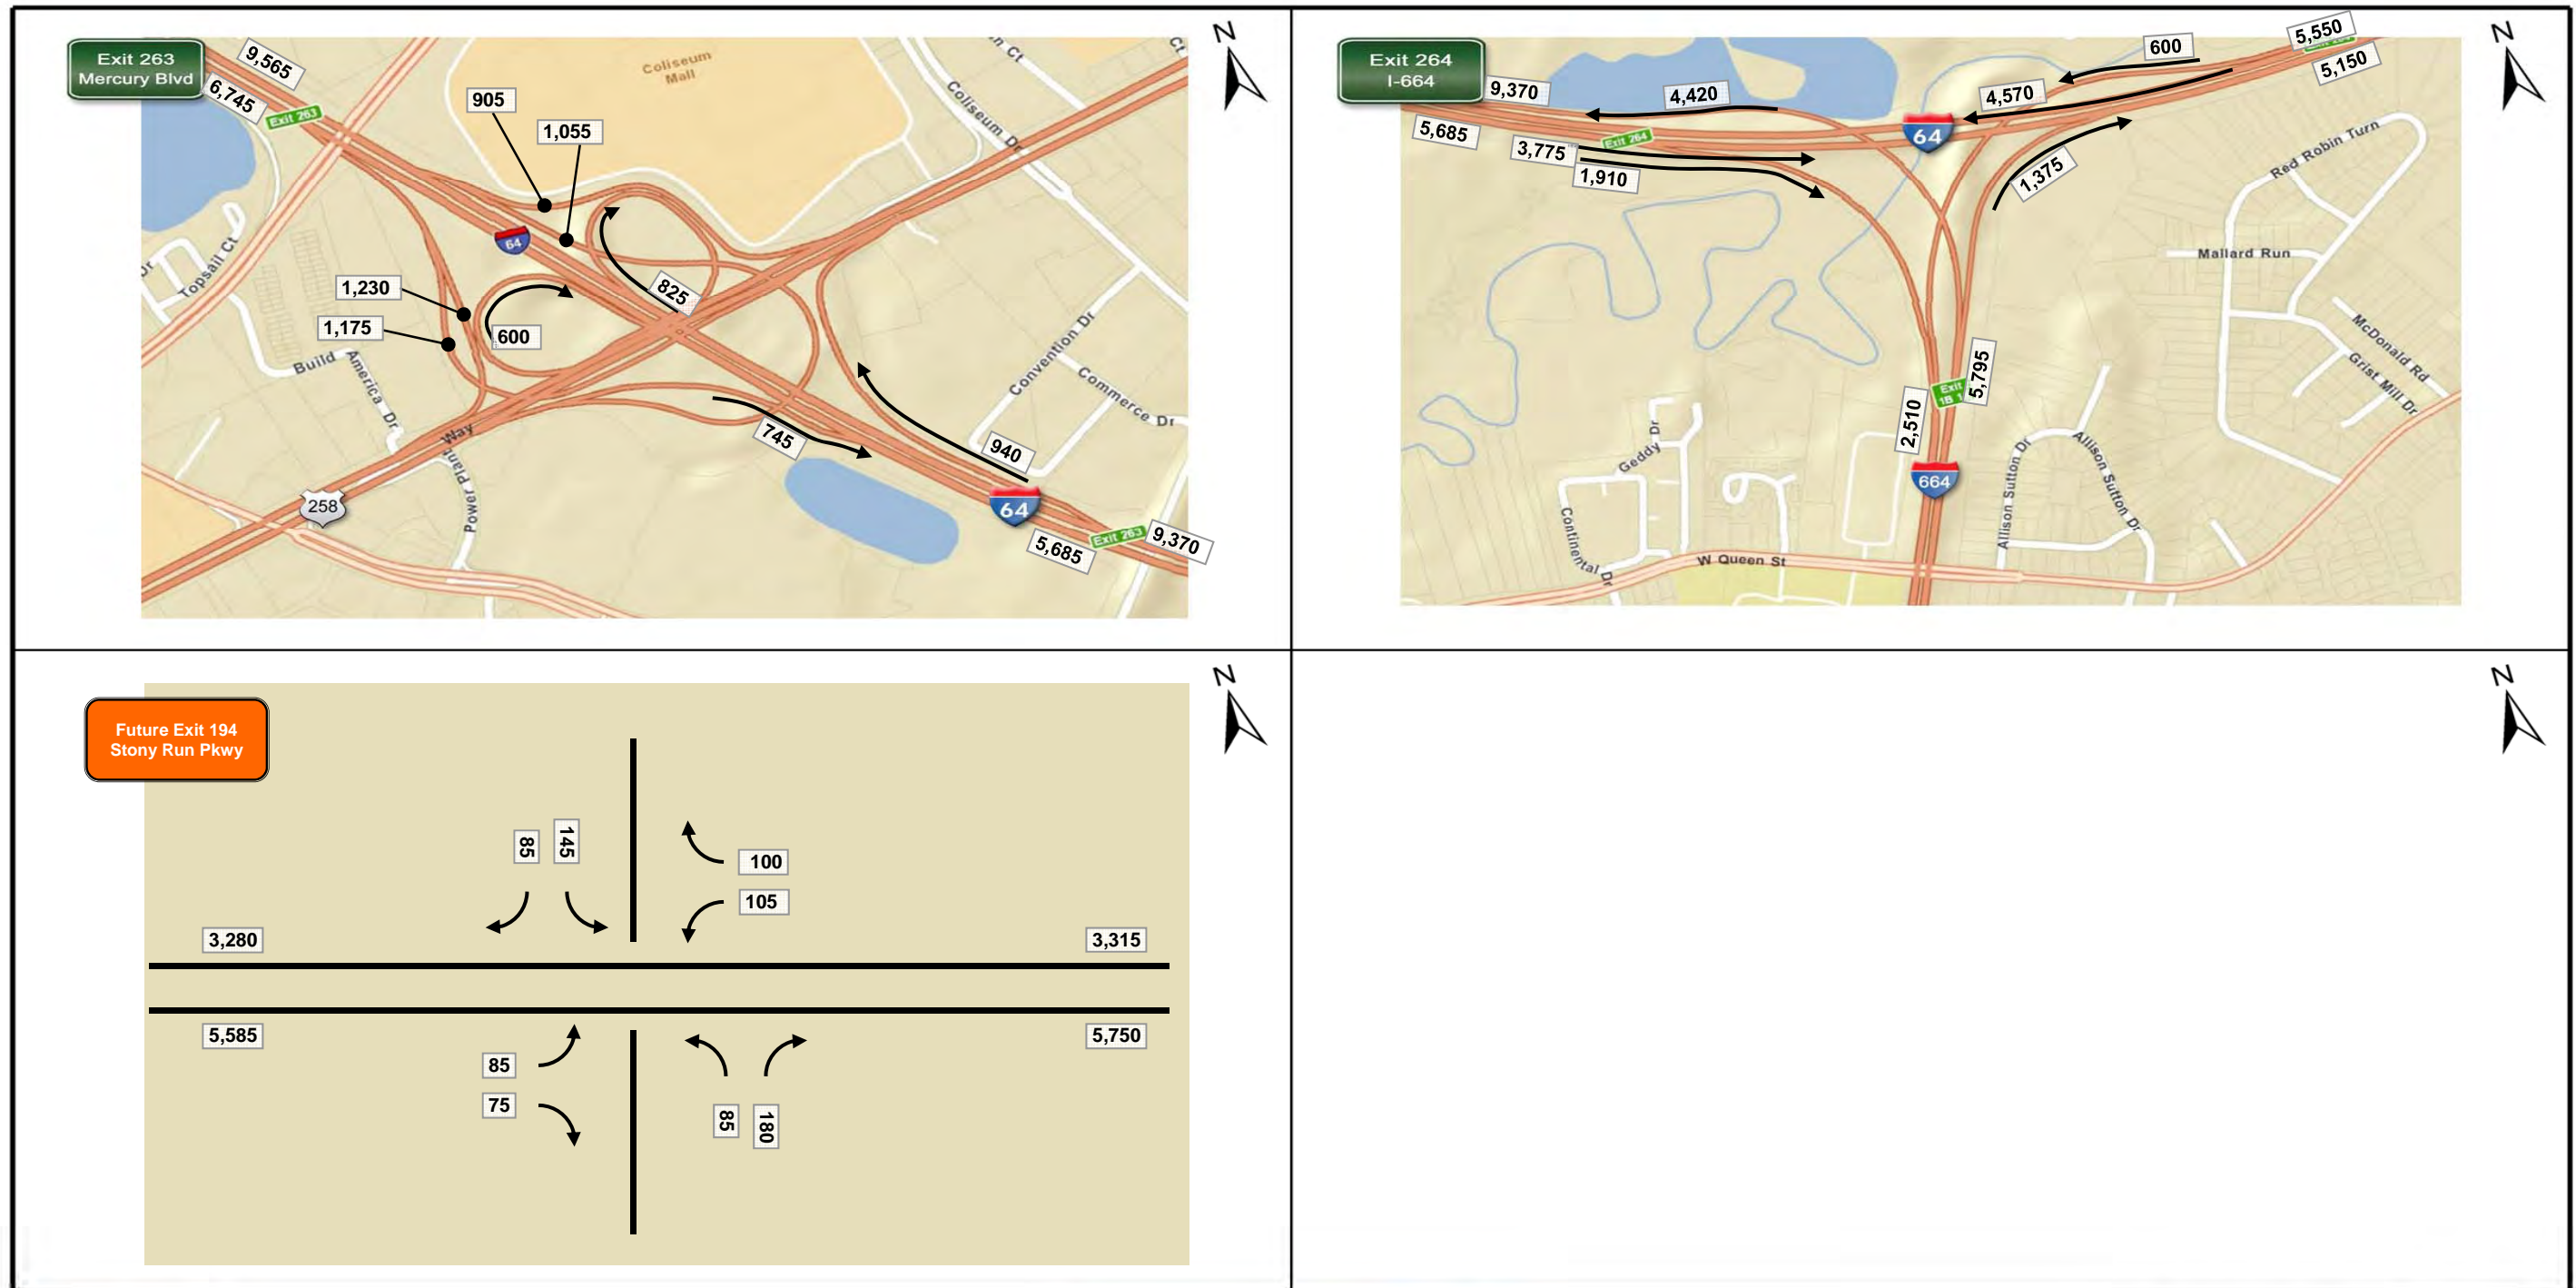 Exit 263
Mercury Blvd
9,565
6,745
Exit 263
905
1,055
Coliseum
Mall
n Ct
Ct
Coliseum Dr
N
64
1,230
1,175
600
825
Dr
Topsail Ct
Build America Dr
Way
Power Plant
258
745
940
Convention Dr
Commerce Dr
64
5,685
Exit 263
9,370
Exit 264
I-664
9,370
5,685
4,420
Exit 264
3,775
1,910
64
4,570
600
5,550
5,150
1,375
N
Red Robin Turn
Mallard Run
McDonald Rd
Grist Mill Dr
Exit
1B
5,795
2,510
664
Geddy Dr
Continental Dr
W Queen St
Allison Sutton Dr
Allison Sutton Dr
Future Exit 194
Stony Run Pkwy
N
85
145
100
105
3,280
3,315
5,585
5,750
85
75
85
180
N